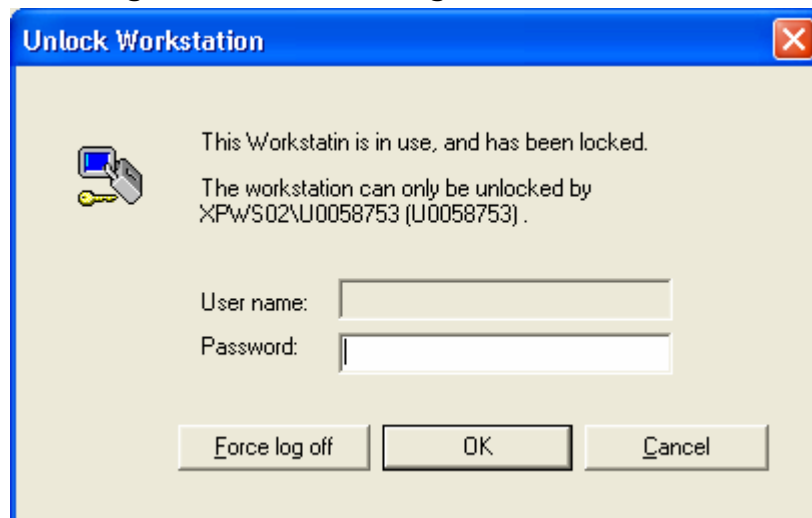 Unlock Workstation
This Workstatin is in use, and has been locked.
The workstation can only be unlocked by
XPWS02\U0058753 (U0058753) .
User name:
Password:
Force log off OK Cancel